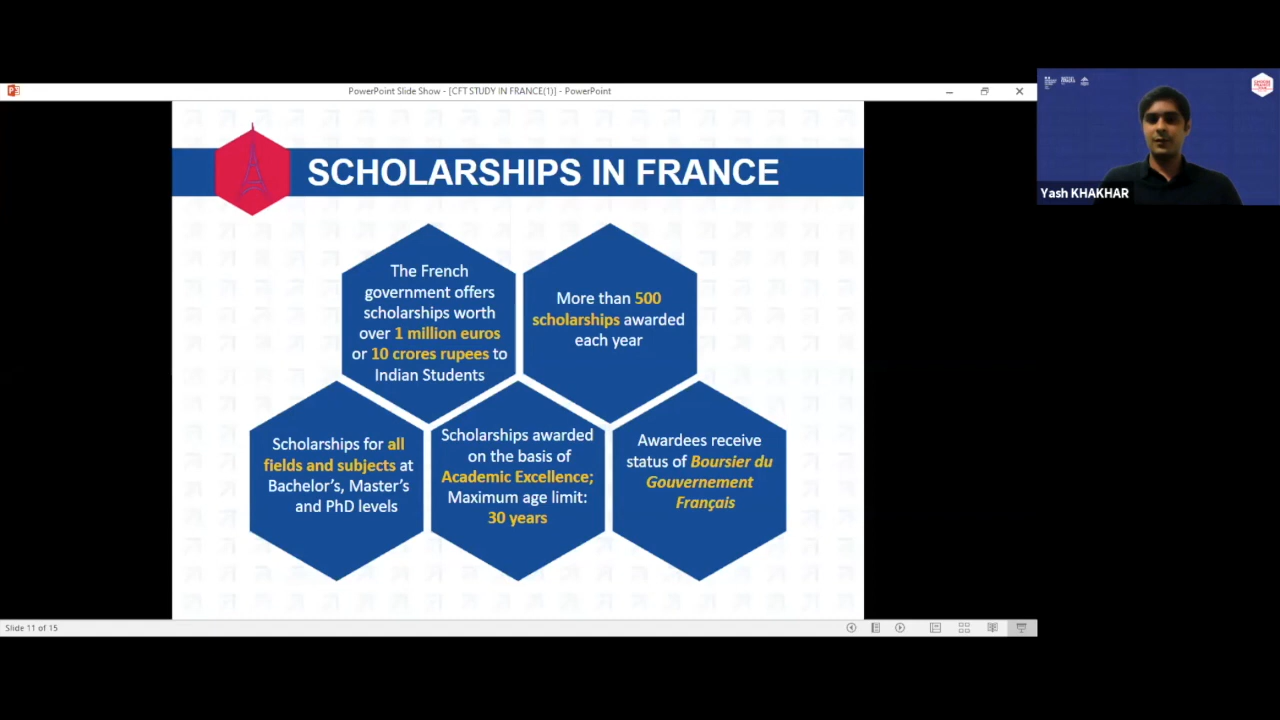 PowerPoint Slide Show - [CFT STUDY IN FRANCE(1)] - PowerPoint
SCHOLARSHIPS IN FRANCE
The French
government offers
scholarships worth
over 1 million euros
or 10 crores rupees to
Indian Students
More than 500
scholarships awarded
each year
Scholarships for all
fields and subjects at
Bachelor's, Master's
and PhD levels
Scholarships awarded
on the basis of
Academic Excellence;
Maximum age limit:
30 years
Awardees receive
status of Boursier du
Gouvernement
Français
Yash KHAKHAR
Slide 11 of 15